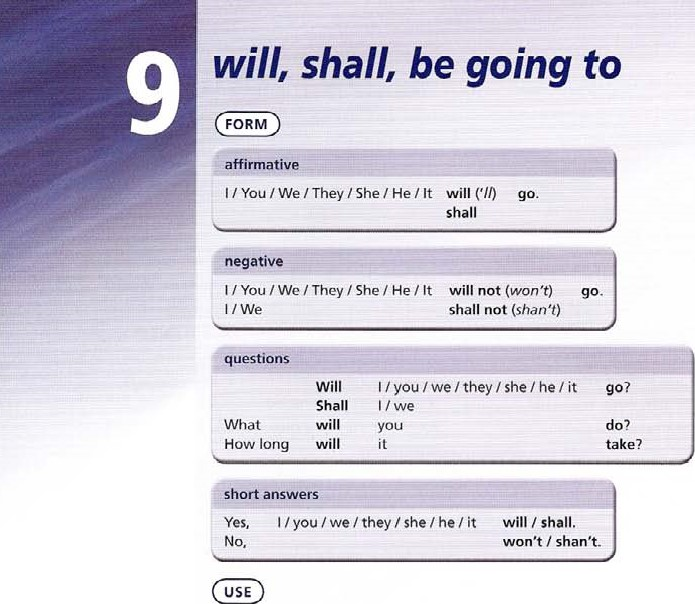 9
will, shall, be going to
FORM
affirmative
I / You / We / They / She / He / It will ('ll) go.
shall
negative
I / You / We / They / She / He / It will not (won't) go.
I / We shall not (shan't)
questions
Will I / you / we / they / she / he / it go?
Shall I / we
What will you do?
How long will it take?
short answers
Yes, I / you / we / they / she / he / it will / shall.
No, won't / shan't.
USE